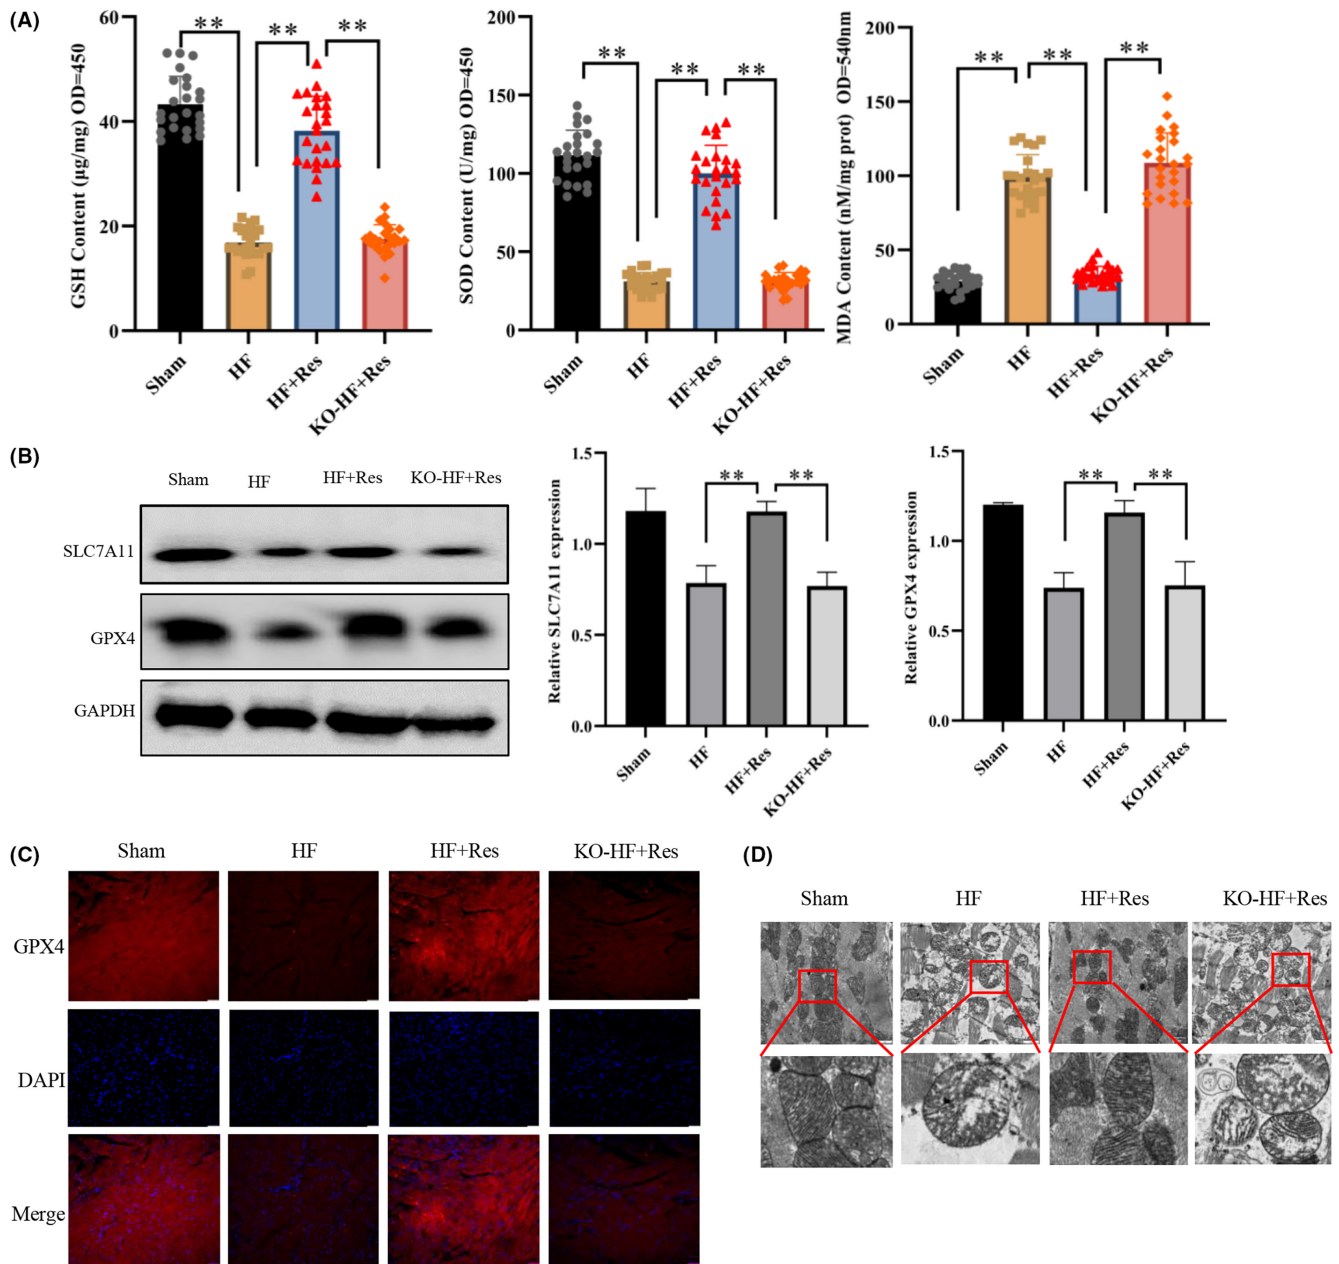 (A)
GSH Content (µg/mg) OD=450
60
40
20
0
**
**
**
Sham
HF
HF+Res
KO-HF+Res
SOD Content (U/mg) OD=450
200
150
100
50
0
**
**
**
Sham
HF
HF+Res
KO-HF+Res
MDA Content (nM/mg prot) OD=540nm
200
150
100
50
0
**
**
**
Sham
HF
HF+Res
KO-HF+Res
(B)
Sham HF HF+Res KO-HF+Res
SLC7A11
GPX4
GAPDH
Relative SLC7A11 expression
1.5
1.0
0.5
0.0
**
**
Sham
HF
HF+Res
KO-HF+Res
Relative GPX4 expression
1.5
1.0
0.5
0.0
**
**
Sham
HF
HF+Res
KO-HF+Res
(C)
Sham HF HF+Res KO-HF+Res
GPX4
DAPI
Merge
(D)
Sham HF HF+Res KO-HF+Res